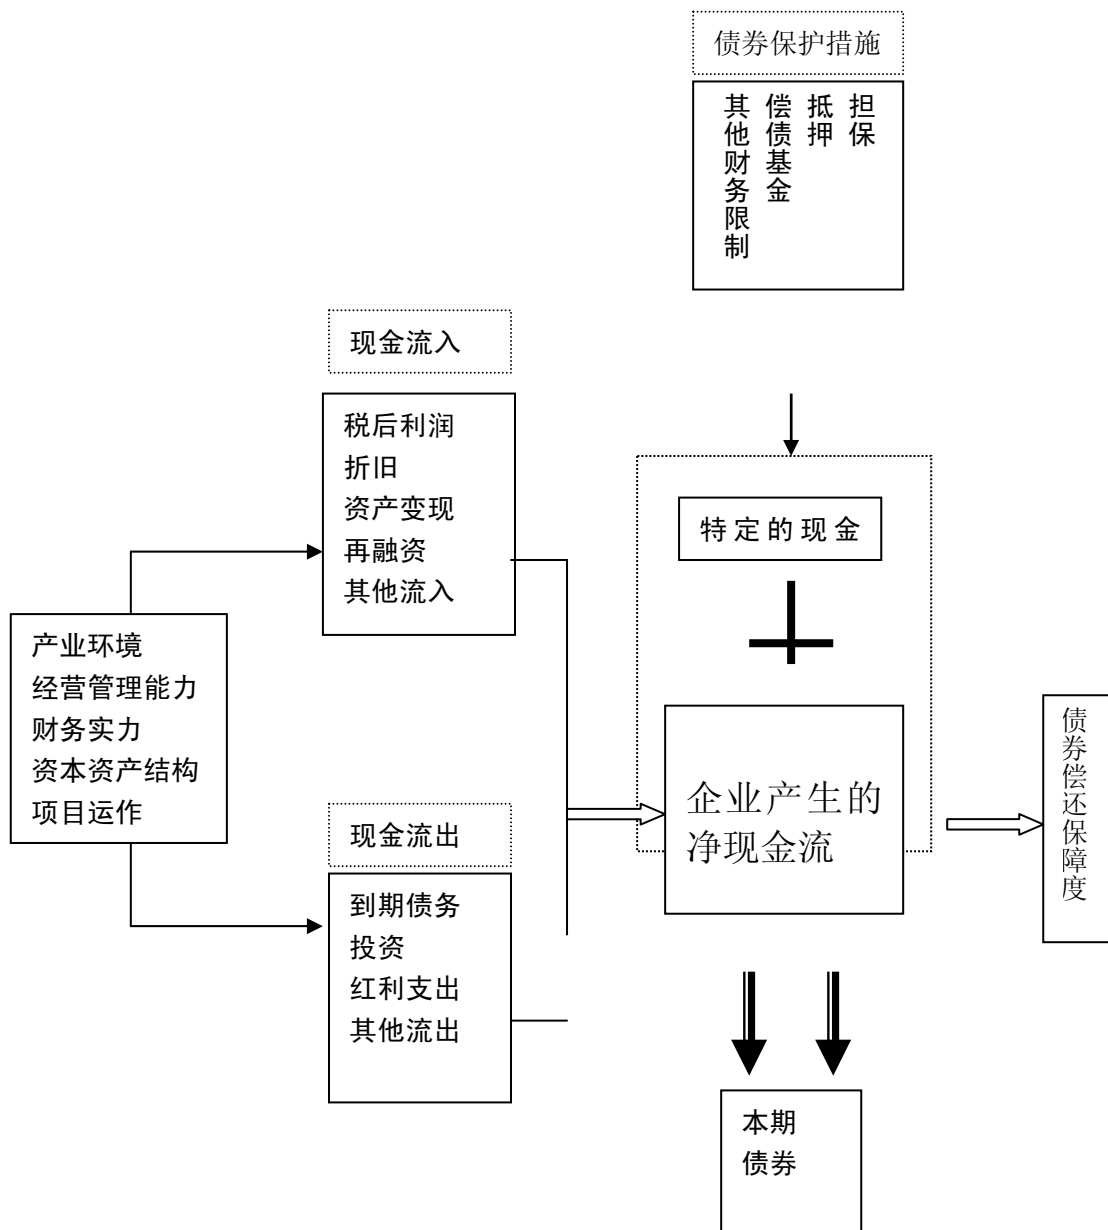 债券保护措施
担保
抵押
偿债基金
其他财务限制
现金流入
税后利润
折旧
资产变现
再融资
其他流入
特定的现金
产业环境
经营管理能力
财务实力
资本资产结构
项目运作
企业产生的
净现金流
债券偿还保障度
现金流出
到期债务
投资
红利支出
其他流出
本期
债券